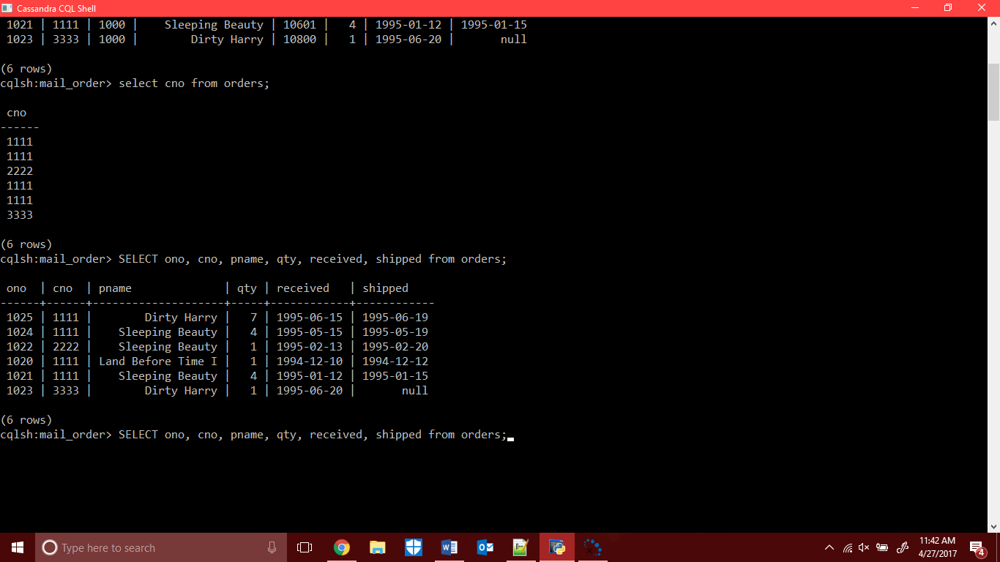 Cassandra CQL Shell
 1021 | 1111 | 1000 |    Sleeping Beauty | 10601 |   4 | 1995-01-12 | 1995-01-15
 1023 | 3333 | 1000 |        Dirty Harry | 10800 |   1 | 1995-06-20 |       null
(6 rows)
cqlsh:mail_order> select cno from orders;
 cno
------
 1111
 1111
 2222
 1111
 1111
 3333
(6 rows)
cqlsh:mail_order> SELECT ono, cno, pname, qty, received, shipped from orders;
 ono  | cno  | pname              | qty | received   | shipped
------+------+--------------------+-----+------------+------------
 1025 | 1111 |        Dirty Harry |   7 | 1995-06-15 | 1995-06-19
 1024 | 1111 |    Sleeping Beauty |   4 | 1995-05-15 | 1995-05-19
 1022 | 2222 |    Sleeping Beauty |   1 | 1995-02-13 | 1995-02-20
 1020 | 1111 | Land Before Time I |   1 | 1994-12-10 | 1994-12-12
 1021 | 1111 |    Sleeping Beauty |   4 | 1995-01-12 | 1995-01-15
 1023 | 3333 |        Dirty Harry |   1 | 1995-06-20 |       null
(6 rows)
cqlsh:mail_order> SELECT ono, cno, pname, qty, received, shipped from orders;
Type here to search
11:42 AM
4/27/2017
4